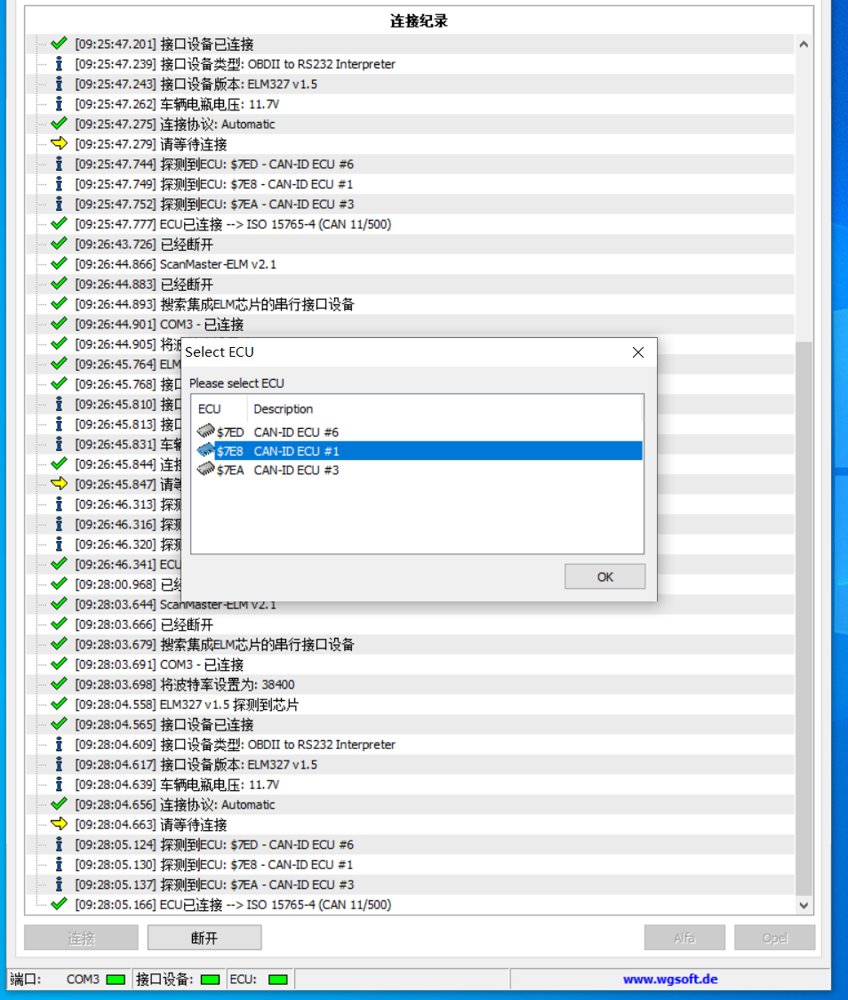 连接纪录
[09:25:47.201] 接口设备已连接
[09:25:47.239] 接口设备类型: OBDII to RS232 Interpreter
[09:25:47.243] 接口设备版本: ELM327 v1.5
[09:25:47.262] 车辆电瓶电压: 11.7V
[09:25:47.275] 连接协议: Automatic
[09:25:47.279] 请等待连接
[09:25:47.744] 探测到ECU: $7ED - CAN-ID ECU #6
[09:25:47.749] 探测到ECU: $7E8 - CAN-ID ECU #1
[09:25:47.752] 探测到ECU: $7EA - CAN-ID ECU #3
[09:25:47.777] ECU已连接 --> ISO 15765-4 (CAN 11/500)
[09:26:43.726] 已经断开
[09:26:44.866] ScanMaster-ELM v2.1
[09:26:44.883] 已经断开
[09:26:44.893] 搜索集成ELM芯片的串行接口设备
[09:26:44.901] COM3 - 已连接
[09:26:44.905] 将
[09:26:45.764] ELM
[09:26:45.768] 接口
[09:26:45.810] 接口
[09:26:45.813] 接口
[09:26:45.831] 车辆
[09:26:45.844] 连接
[09:26:45.847] 请等
[09:26:46.313] 探测
[09:26:46.316] 探测
[09:26:46.320] 探测
[09:26:46.341] ECU
[09:28:00.968] 已经
[09:28:03.644] ScanMaster-ELM v2.1
[09:28:03.666] 已经断开
[09:28:03.679] 搜索集成ELM芯片的串行接口设备
[09:28:03.691] COM3 - 已连接
[09:28:03.698] 将波特率设置为: 38400
[09:28:04.558] ELM327 v1.5 探测到芯片
[09:28:04.565] 接口设备已连接
[09:28:04.609] 接口设备类型: OBDII to RS232 Interpreter
[09:28:04.617] 接口设备版本: ELM327 v1.5
[09:28:04.639] 车辆电瓶电压: 11.7V
[09:28:04.656] 连接协议: Automatic
[09:28:04.663] 请等待连接
[09:28:05.124] 探测到ECU: $7ED - CAN-ID ECU #6
[09:28:05.130] 探测到ECU: $7E8 - CAN-ID ECU #1
[09:28:05.137] 探测到ECU: $7EA - CAN-ID ECU #3
[09:28:05.166] ECU已连接 --> ISO 15765-4 (CAN 11/500)
Select ECU
Please select ECU
ECU Description
$7ED CAN-ID ECU #6
$7E8 CAN-ID ECU #1
$7EA CAN-ID ECU #3
OK
连接 断开 Alfa Opel
端口: COM3 接口设备: ECU: www.wgsoft.de